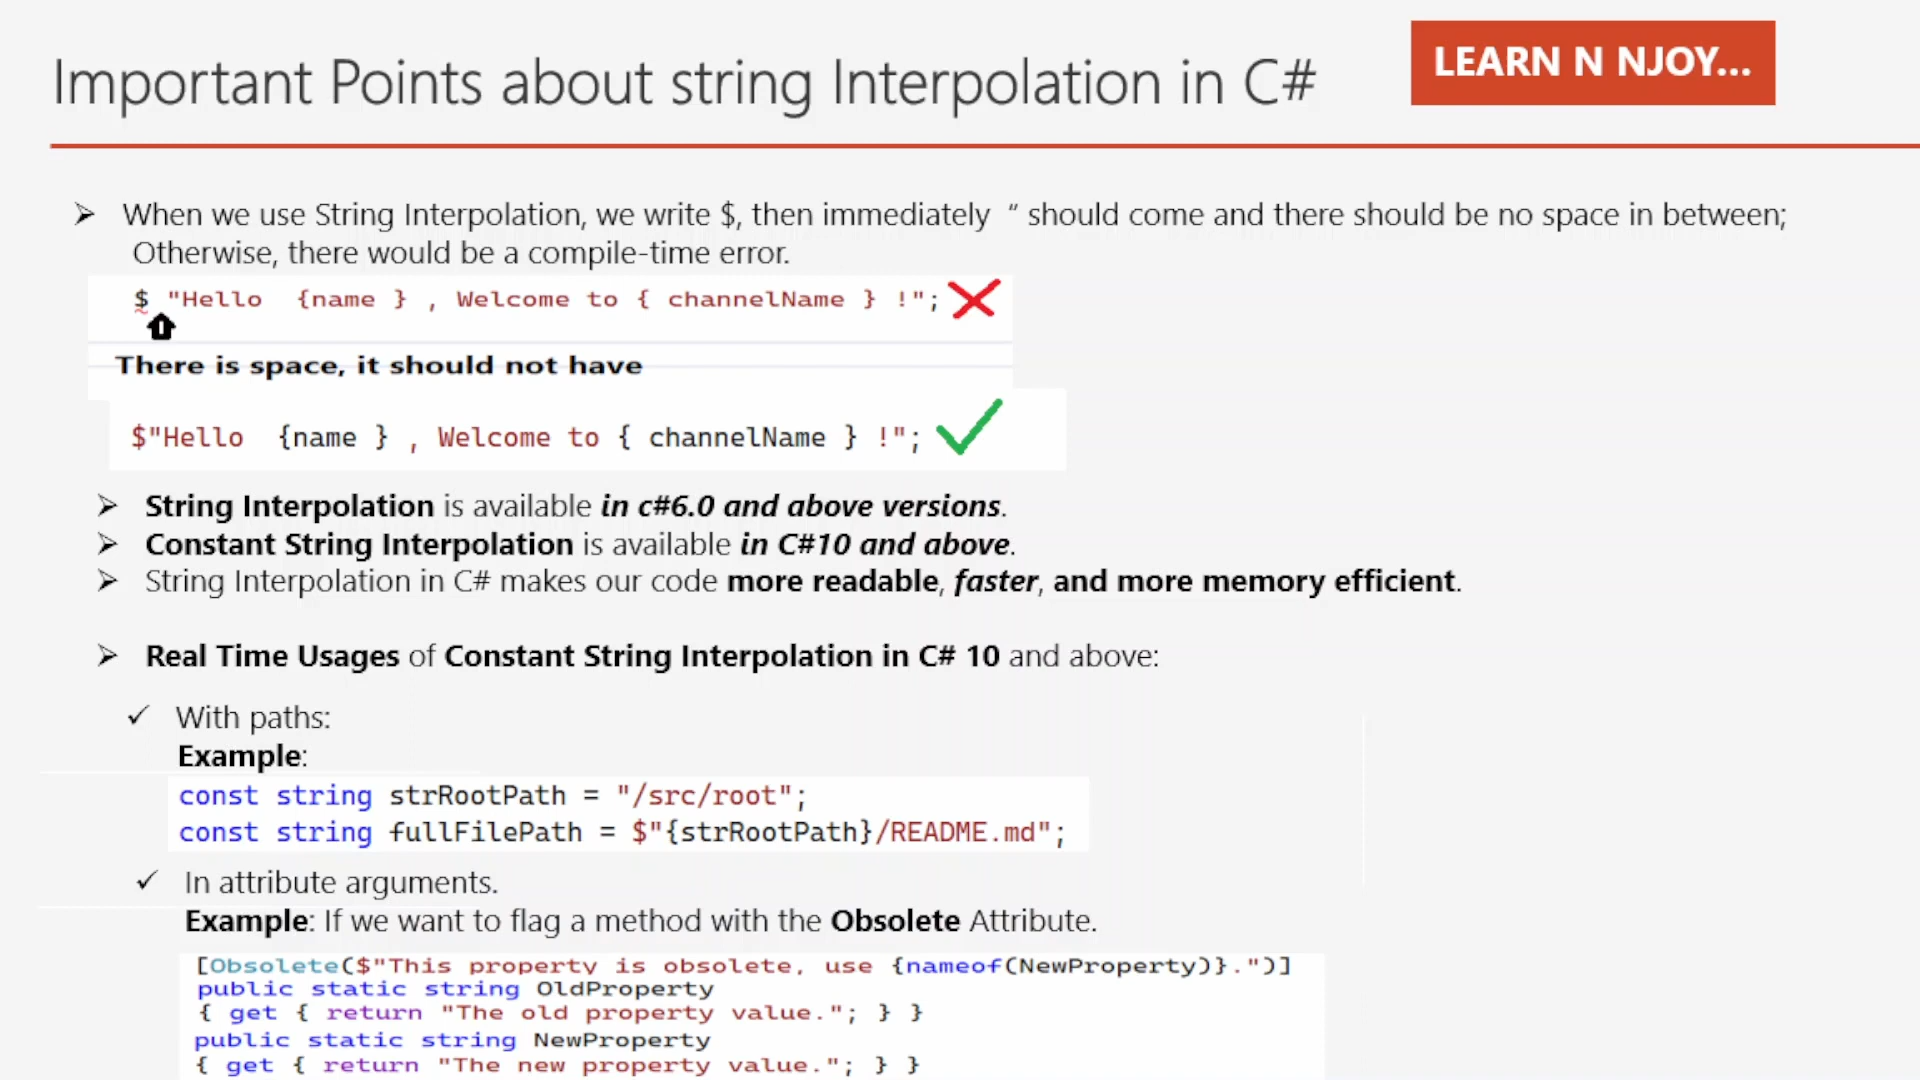 Important Points about string Interpolation in C#
LEARN N NJOY...
➢ When we use String Interpolation, we write $, then immediately “ should come and there should be no space in between;
Otherwise, there would be a compile-time error.
$ "Hello  {name } , Welcome to { channelName } !";
There is space, it should not have
$"Hello  {name } , Welcome to { channelName } !";
➢ String Interpolation is available in c#6.0 and above versions.
➢ Constant String Interpolation is available in C#10 and above.
➢ String Interpolation in C# makes our code more readable, faster, and more memory efficient.
➢ Real Time Usages of Constant String Interpolation in C# 10 and above:
✓ With paths:
Example:
const string strRootPath = "/src/root";
const string fullFilePath = $"{strRootPath}/README.md";
✓ In attribute arguments.
Example: If we want to flag a method with the Obsolete Attribute.
[Obsolete($"This property is obsolete, use {nameof(NewProperty)}.")]
public static string OldProperty
{ get { return "The old property value."; } }
public static string NewProperty
{ get { return "The new property value."; } }